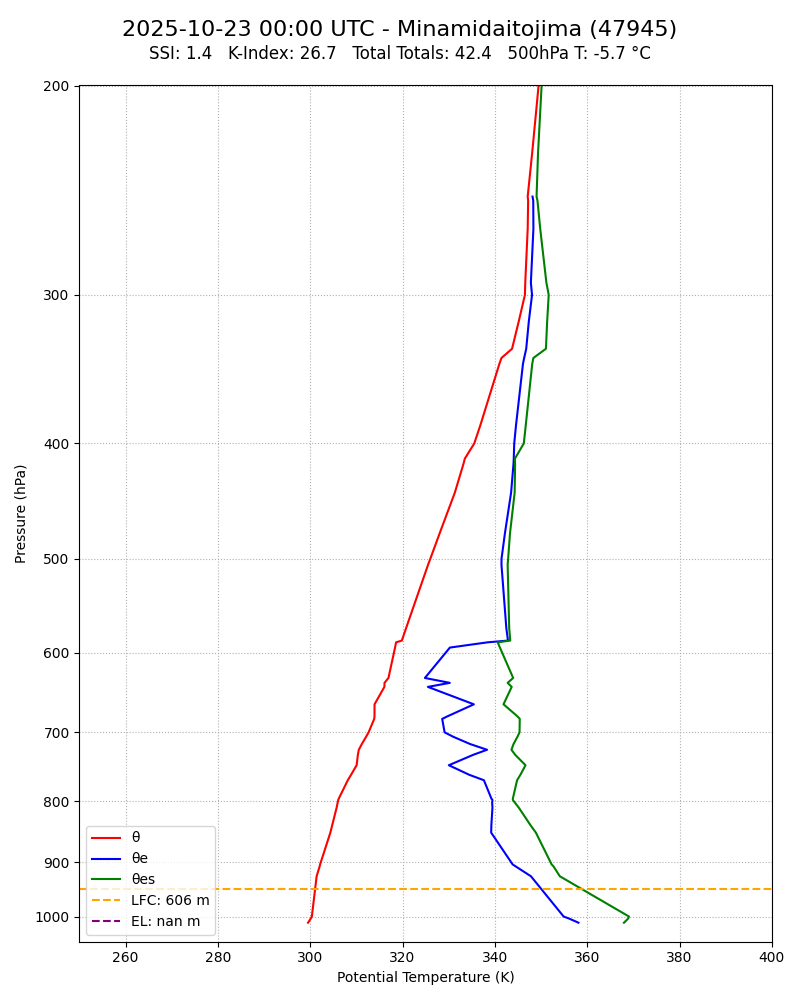 2025-10-23 00:00 UTC - Minamidaitojima (47945)
SSI: 1.4   K-Index: 26.7   Total Totals: 42.4   500hPa T: -5.7 °C
200
300
400
500
600
700
800
900
1000
Pressure (hPa)
θ
θe
θes
LFC: 606 m
EL: nan m
260
280
300
320
340
360
380
400
Potential Temperature (K)